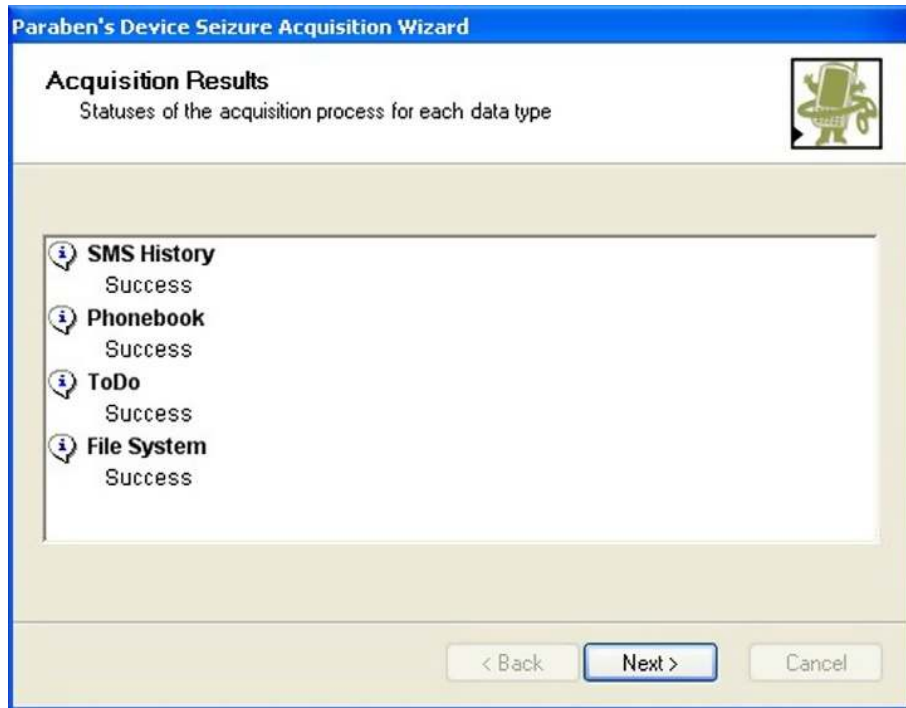 Paraben's Device Seizure Acquisition Wizard
Acquisition Results
Statuses of the acquisition process for each data type
SMS History
Success
Phonebook
Success
ToDo
Success
File System
Success
< Back Next > Cancel